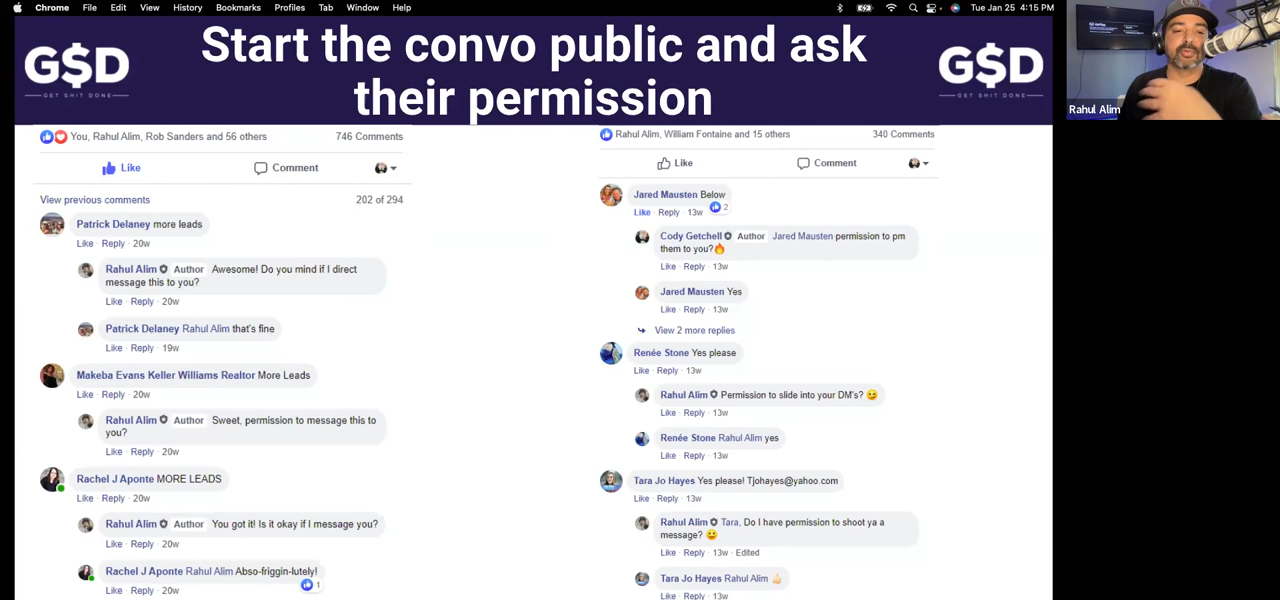 Chrome File Edit View History Bookmarks Profiles Tab Window Help
Tue Jan 25 4:15 PM
G$D
GET SHIT DONE
Start the convo public and ask
their permission
G$D
GET SHIT DONE
Rahul Alim
You, Rahul Alim, Rob Sanders and 56 others 746 Comments
Like Comment
View previous comments 202 of 294
Patrick Delaney more leads
Like · Reply · 20w
Rahul Alim Author Awesome! Do you mind if I direct
message this to you?
Like · Reply · 20w
Patrick Delaney Rahul Alim that's fine
Like · Reply · 19w
Makeba Evans Keller Williams Realtor More Leads
Like · Reply · 20w
Rahul Alim Author Sweet, permission to message this to
you?
Like · Reply · 20w
Rachel J Aponte MORE LEADS
Like · Reply · 20w
Rahul Alim Author You got it! Is it okay if I message you?
Like · Reply · 20w
Rachel J Aponte Rahul Alim Abso-friggin-lutely!
1
Like · Reply · 20w
Rahul Alim, William Fontaine and 15 others 340 Comments
Like Comment
Jared Mausten Below
Like · Reply · 13w 2
Cody Getchell Author Jared Mausten permission to pm
them to you?🔥
Like · Reply · 13w
Jared Mausten Yes
Like · Reply · 13w
View 2 more replies
Renée Stone Yes please
Like · Reply · 13w
Rahul Alim Permission to slide into your DM's? 😉
Like · Reply · 13w
Renée Stone Rahul Alim yes
Like · Reply · 13w
Tara Jo Hayes Yes please! Tjohayes@yahoo.com
Like · Reply · 13w
Rahul Alim Tara, Do I have permission to shoot ya a
message? 🙂
Like · Reply · 13w · Edited
Tara Jo Hayes Rahul Alim 👍
Like · Reply · 13w